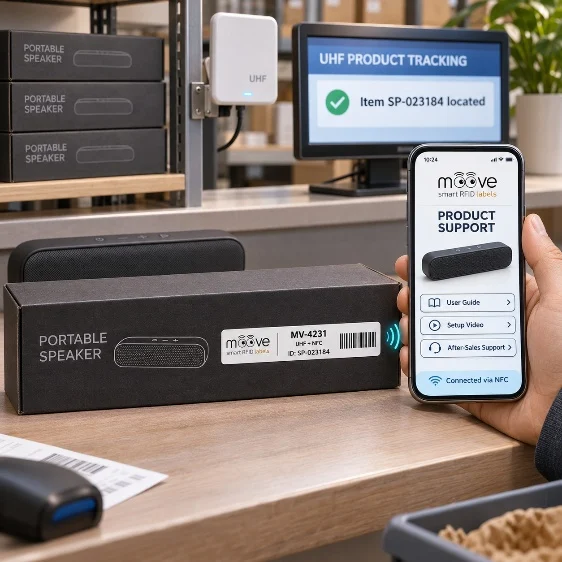 PORTABLE
SPEAKER
PORTABLE
SPEAKER
PORTABLE
SPEAKER
UHF
UHF PRODUCT TRACKING
Item SP-023184 located
PORTABLE
SPEAKER
moove
smart RFID labels
MV-4231
UHF + NFC
ID: SP-023184
10:24
moove
smart RFID labels
PRODUCT
SUPPORT
User Guide
Setup Video
After-Sales Support
Connected via NFC